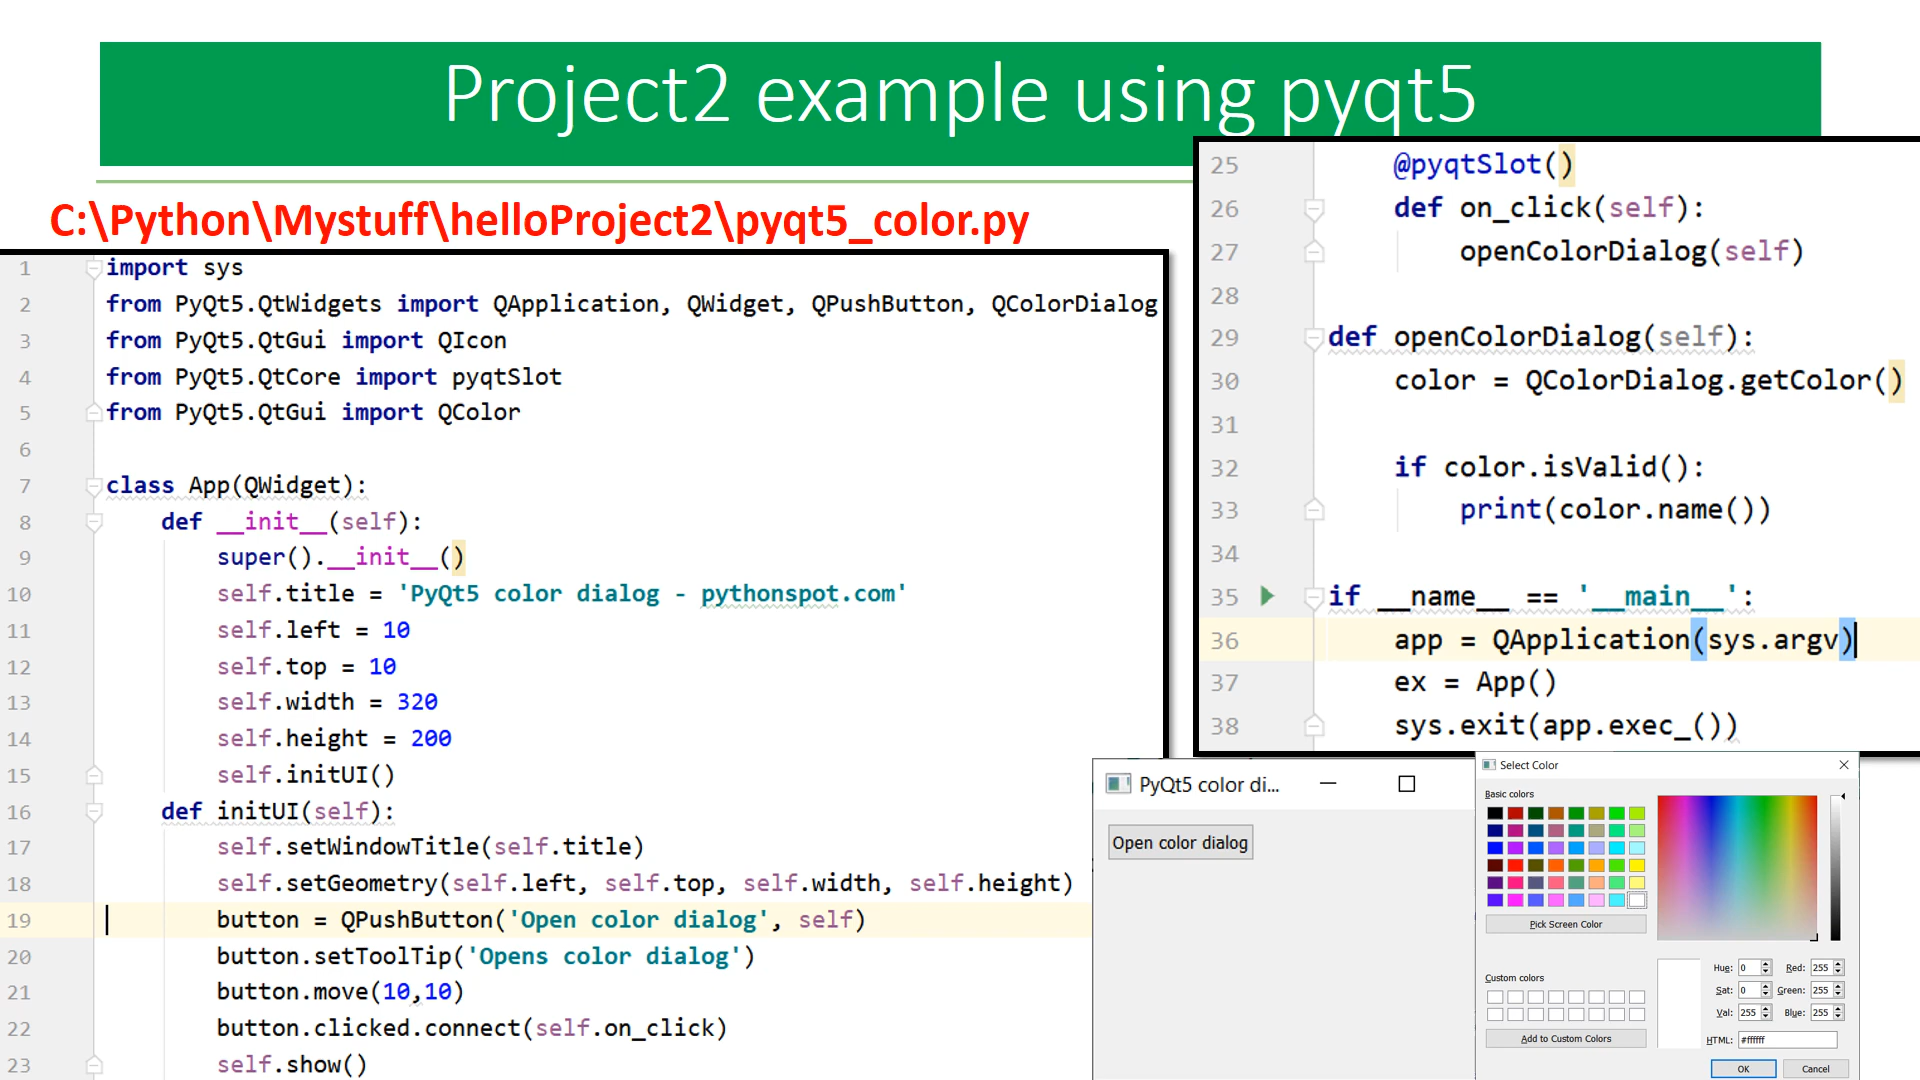 Project2 example using pyqt5
C:\Python\Mystuff\helloProject2\pyqt5_color.py
1 import sys
2 from PyQt5.QtWidgets import QApplication, QWidget, QPushButton, QColorDialog
3 from PyQt5.QtGui import QIcon
4 from PyQt5.QtCore import pyqtSlot
5 from PyQt5.QtGui import QColor
6
7 class App(QWidget):
8 def __init__(self):
9 super().__init__()
10 self.title = 'PyQt5 color dialog - pythonspot.com'
11 self.left = 10
12 self.top = 10
13 self.width = 320
14 self.height = 200
15 self.initUI()
16 def initUI(self):
17 self.setWindowTitle(self.title)
18 self.setGeometry(self.left, self.top, self.width, self.height)
19 button = QPushButton('Open color dialog', self)
20 button.setToolTip('Opens color dialog')
21 button.move(10,10)
22 button.clicked.connect(self.on_click)
23 self.show()
25 @pyqtSlot()
26 def on_click(self):
27 openColorDialog(self)
28
29 def openColorDialog(self):
30 color = QColorDialog.getColor()
31
32 if color.isValid():
33 print(color.name())
34
35 if __name__ == '__main__':
36 app = QApplication(sys.argv)
37 ex = App()
38 sys.exit(app.exec_())
PyQt5 color di...
Open color dialog
Select Color
Basic colors
Pick Screen Color
Custom colors
Add to Custom Colors
Hue: 0 Red: 255
Sat: 0 Green: 255
Val: 255 Blue: 255
HTML: #ffffff
OK Cancel